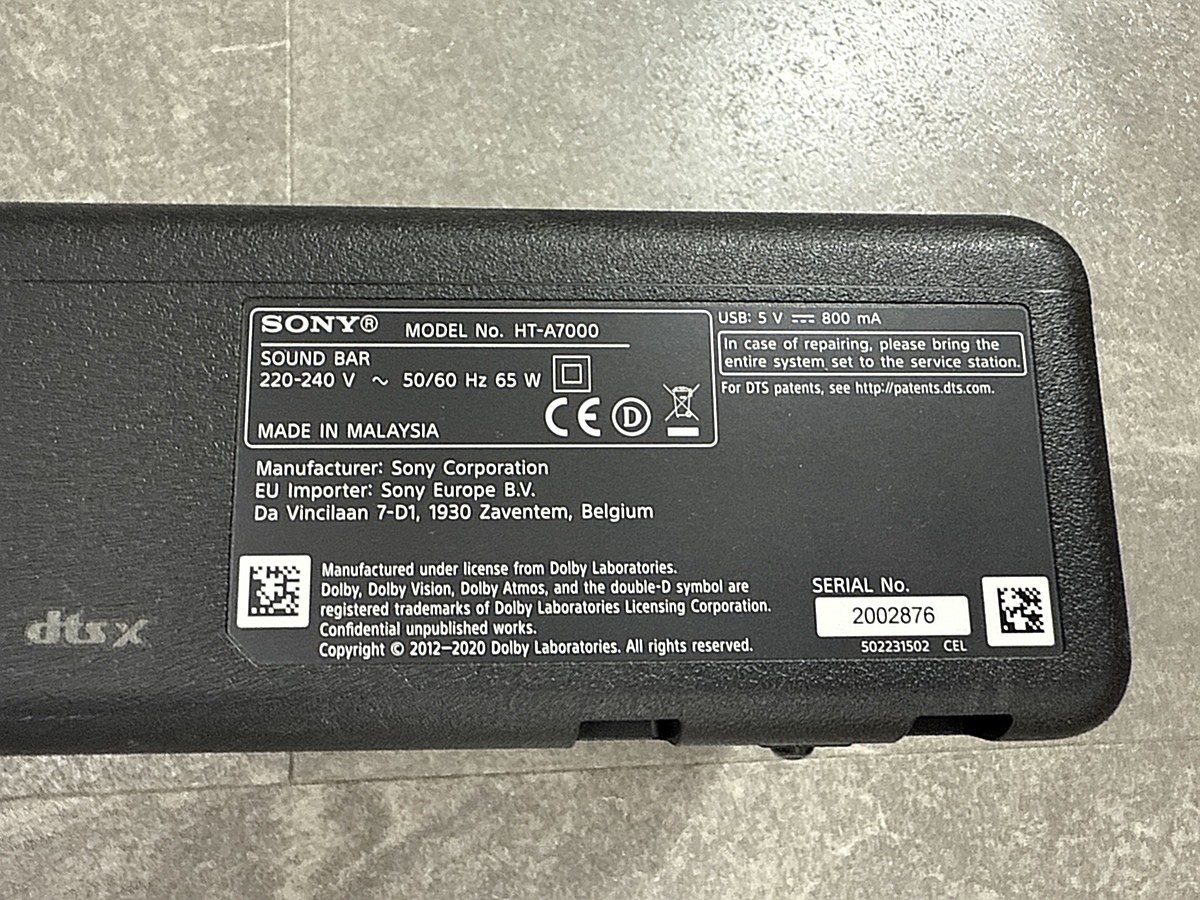 SONY® MODEL No. HT-A7000
SOUND BAR
220-240 V ~ 50/60 Hz 65 W
CE D
MADE IN MALAYSIA
USB: 5 V ⎓ 800 mA
In case of repairing, please bring the
entire system set to the service station.
For DTS patents, see http://patents.dts.com.
Manufacturer: Sony Corporation
EU Importer: Sony Europe B.V.
Da Vincilaan 7-D1, 1930 Zaventem, Belgium
Manufactured under license from Dolby Laboratories.
Dolby, Dolby Vision, Dolby Atmos, and the double-D symbol are
registered trademarks of Dolby Laboratories Licensing Corporation.
Confidential unpublished works.
Copyright © 2012–2020 Dolby Laboratories. All rights reserved.
SERIAL No.
2002876
502231502 CEL
dts x